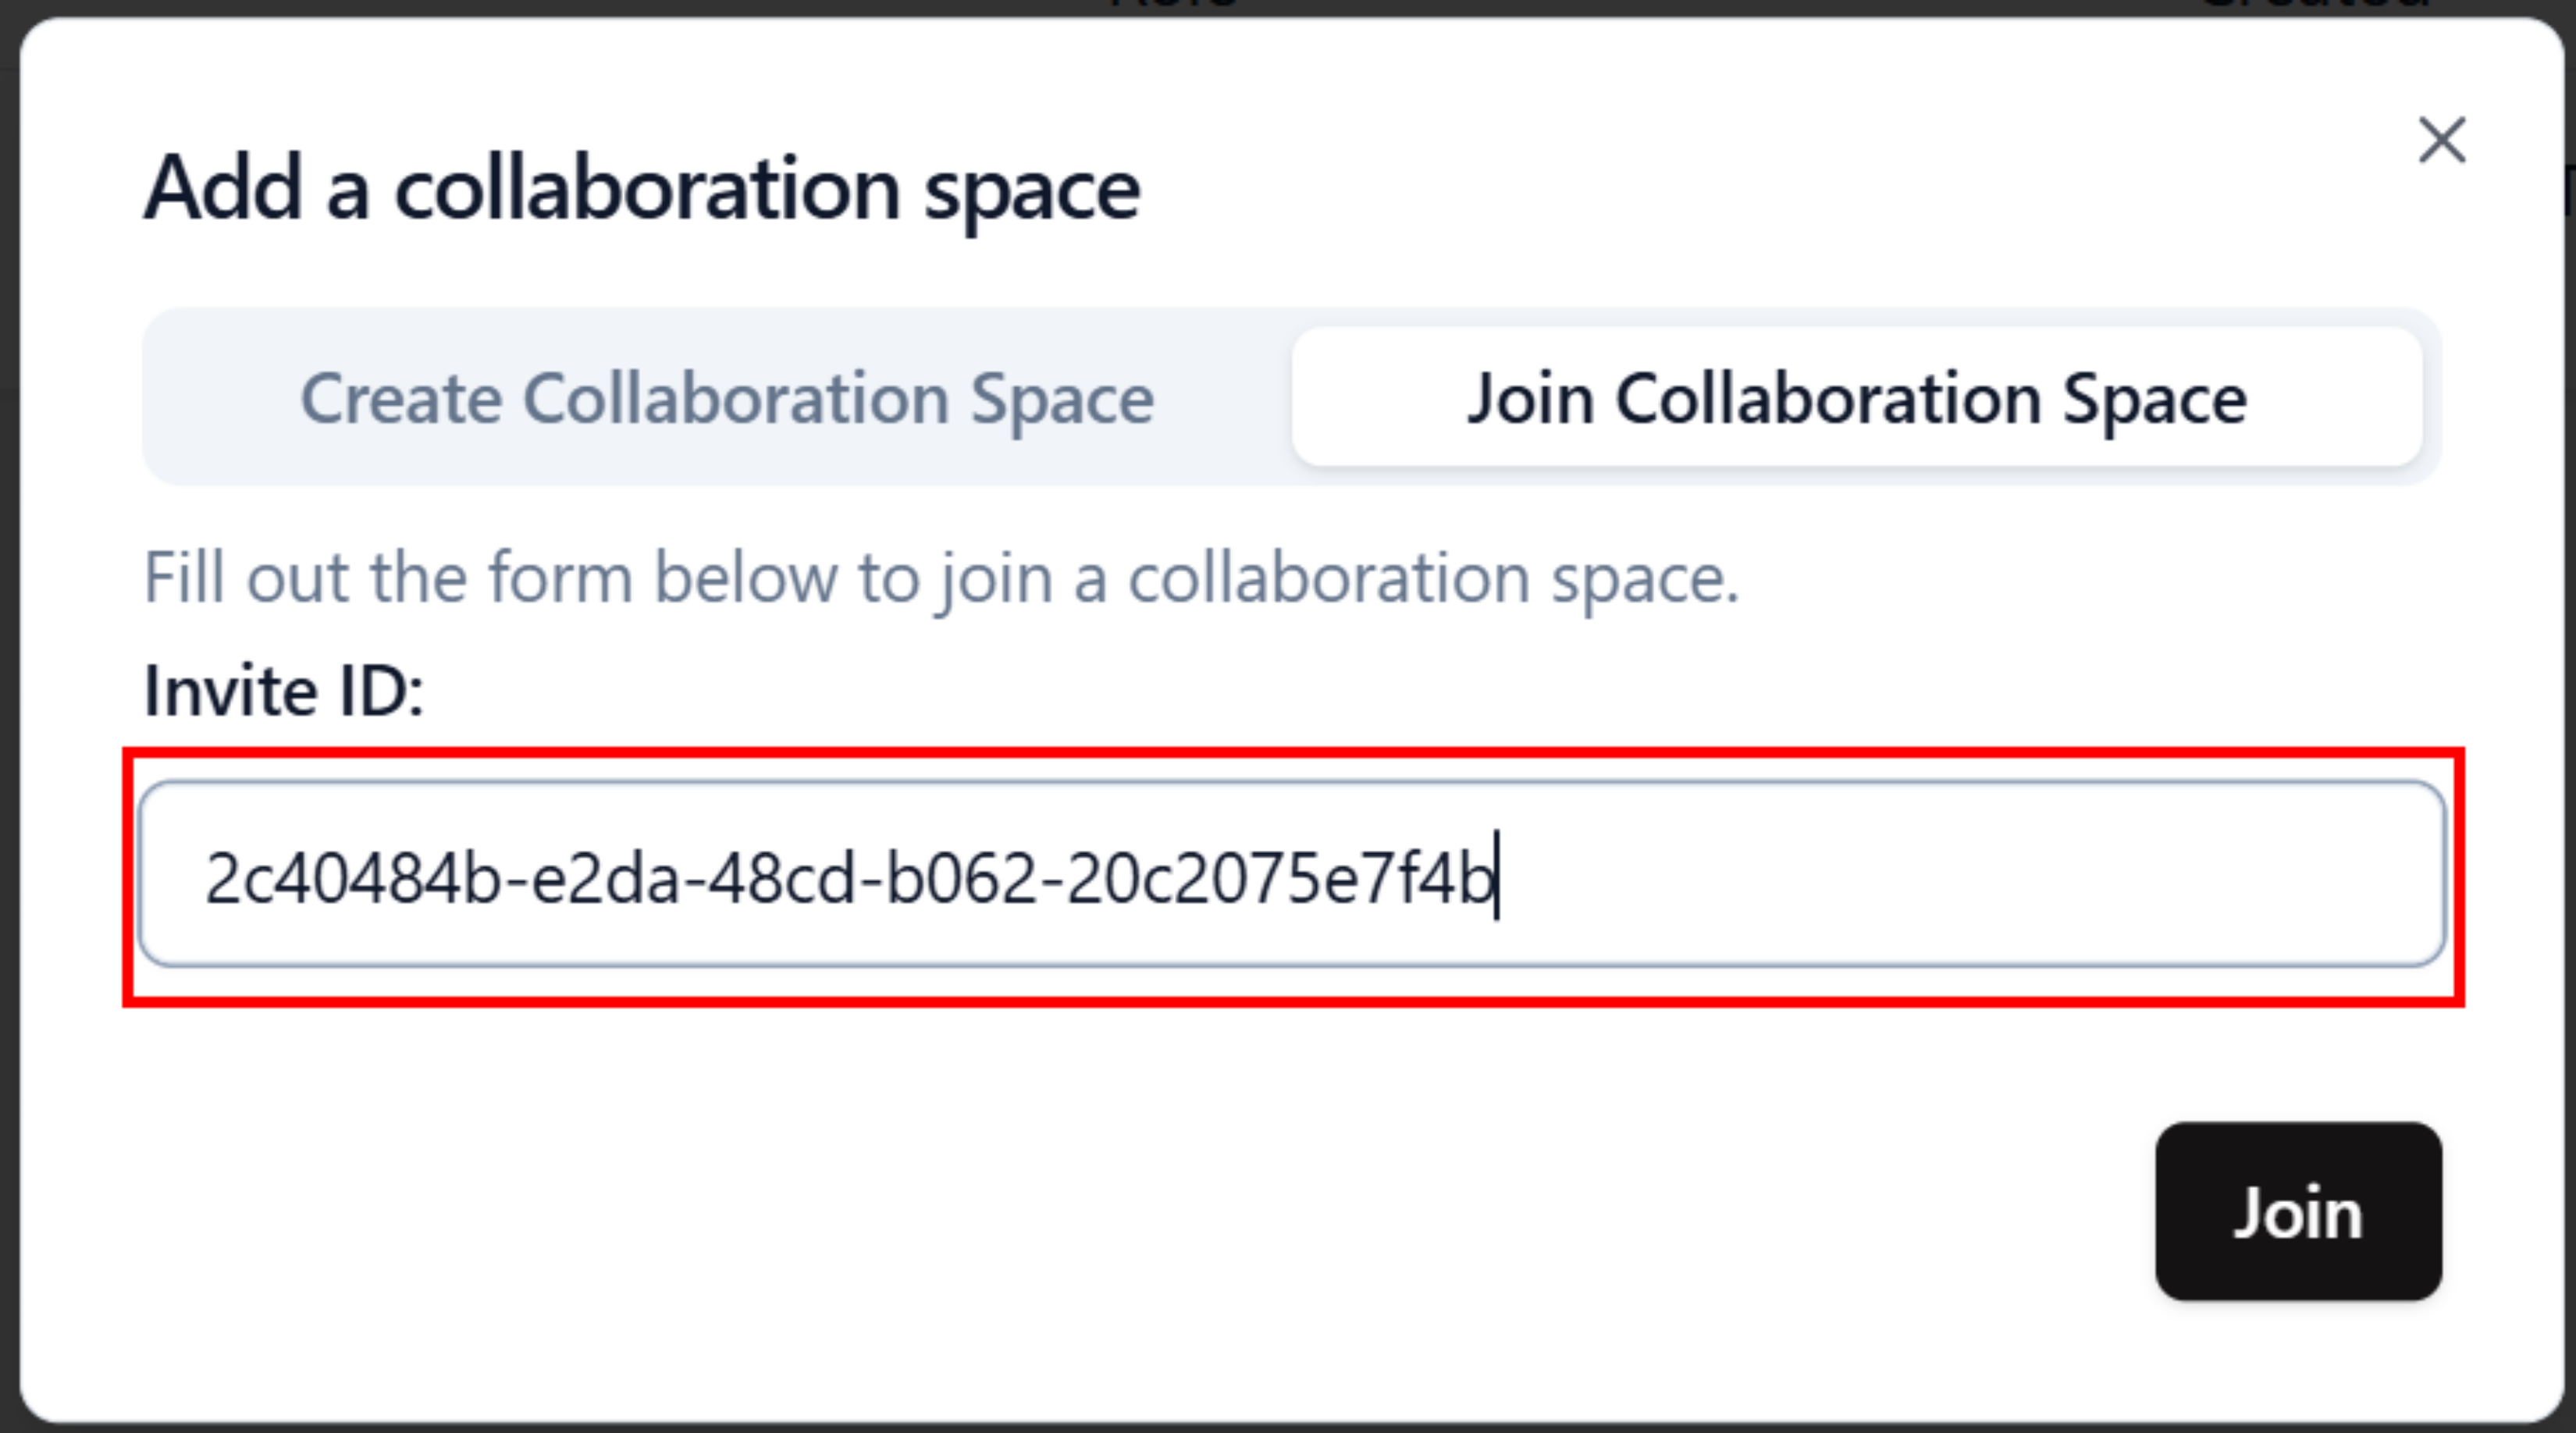 Add a collaboration space
Create Collaboration Space
Join Collaboration Space
Fill out the form below to join a collaboration space.
Invite ID:
2c40484b-e2da-48cd-b062-20c2075e7f4b
Join